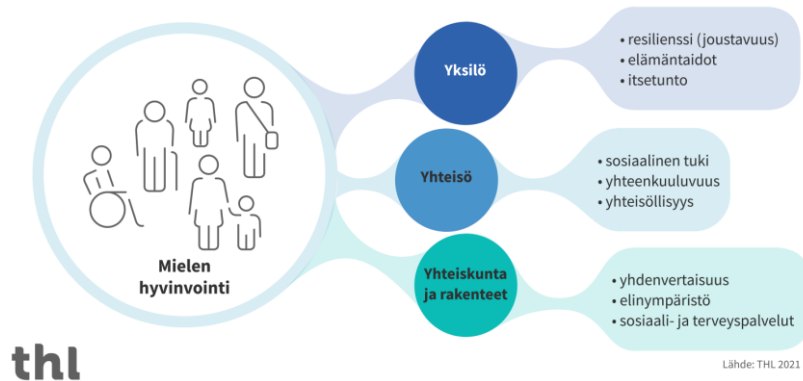 Mielen
hyvinvointi
Yksilö
• resilienssi (joustavuus)
• elämäntaidot
• itsetunto
Yhteisö
• sosiaalinen tuki
• yhteenkuuluvuus
• yhteisöllisyys
Yhteiskunta
ja rakenteet
• yhdenvertaisuus
• elinympäristö
• sosiaali- ja terveyspalvelut
thl
Lähde: THL 2021